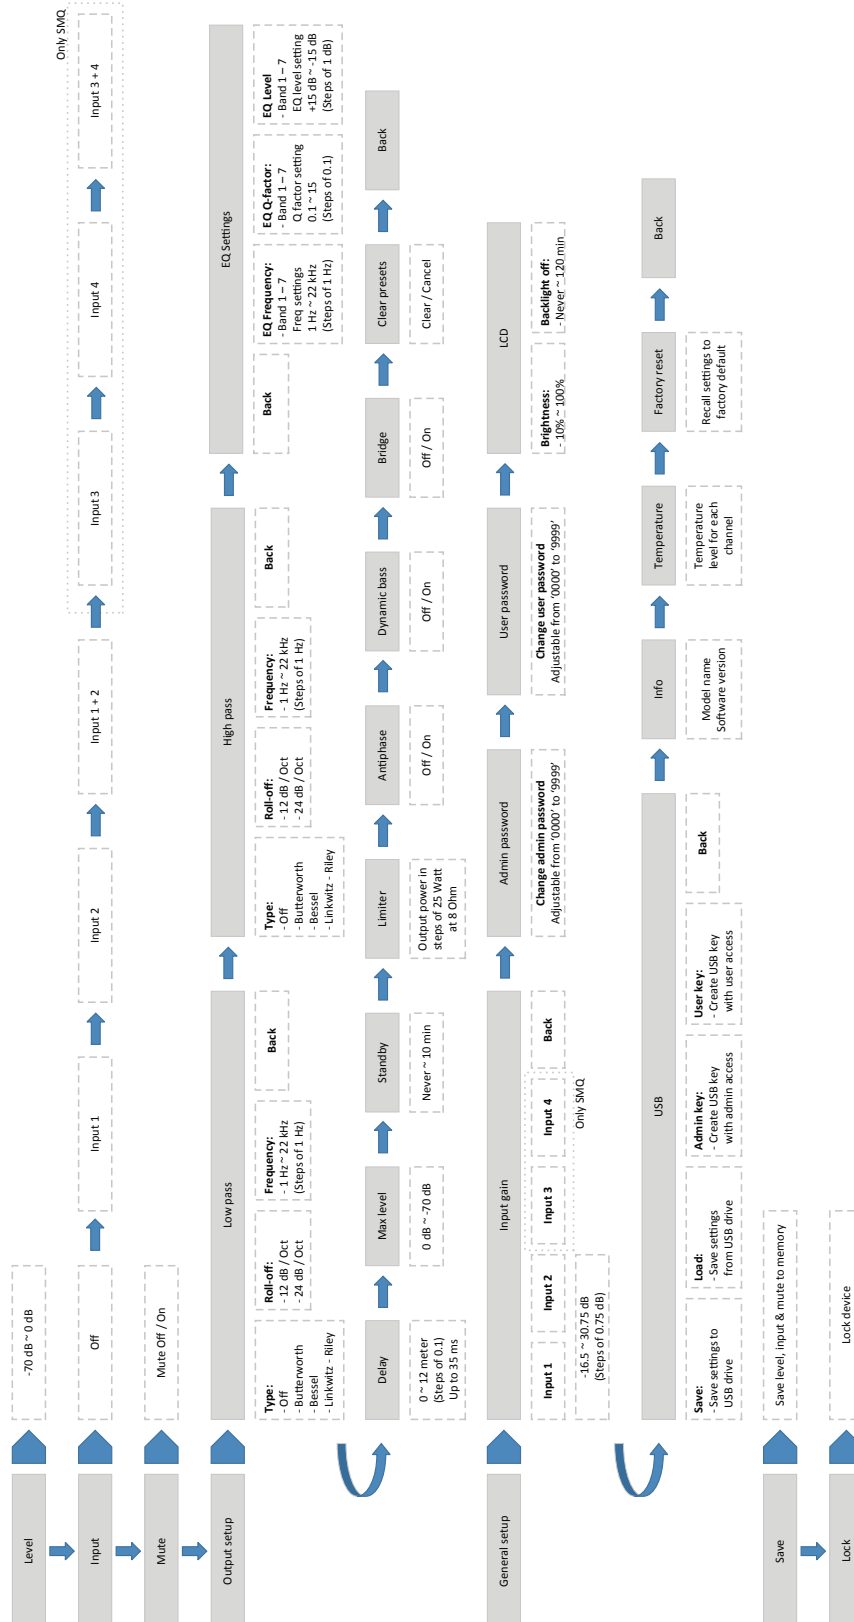 Level
-70 dB ~ 0 dB
Input
Off
Input 1
Input 2
Input 1 + 2
Input 3
Input 4
Input 3 + 4
Only SMQ
Mute
Mute Off / On
Output setup
Low pass
Type:
- Off
- Butterworth
- Bessel
- Linkwitz - Riley
Roll-off:
- 12 dB / Oct
- 24 dB / Oct
Frequency:
- 1 Hz ~ 22 kHz
(Steps of 1 Hz)
Back
High pass
Type:
- Off
- Butterworth
- Bessel
- Linkwitz - Riley
Roll-off:
- 12 dB / Oct
- 24 dB / Oct
Frequency:
- 1 Hz ~ 22 kHz
(Steps of 1 Hz)
Back
EQ Settings
Back
EQ Frequency:
- Band 1 – 7
Freq settings
1 Hz ~ 22 kHz
(Steps of 1 Hz)
EQ Q-factor:
- Band 1 – 7
Q factor setting
0.1 ~ 15
(Steps of 0.1)
EQ Level
- Band 1 – 7
EQ level setting
+15 dB ~ -15 dB
(Steps of 1 dB)
Delay
0 ~ 12 meter
(Steps of 0.1)
Up to 35 ms
Max level
0 dB ~ -70 dB
Standby
Never ~ 10 min
Limiter
Output power in
steps of 25 Watt
at 8 Ohm
Antiphase
Off / On
Dynamic bass
Off / On
Bridge
Off / On
Clear presets
Clear / Cancel
Back
General setup
Input gain
Input 1
Input 2
Input 3
Input 4
Back
-16.5 ~ 30.75 dB
(Steps of 0.75 dB)
Only SMQ
Admin password
Change admin password
Adjustable from ‘0000’ to ‘9999’
User password
Change user password
Adjustable from ‘0000’ to ‘9999’
LCD
Brightness:
- 10% ~ 100%
Backlight off:
- Never ~ 120 min
USB
Save:
- Save settings to
USB drive
Load:
- Save settings
from USB drive
Admin key:
- Create USB key
with admin access
User key:
- Create USB key
with user access
Back
Info
Model name
Software version
Temperature
Temperature
level for each
channel
Factory reset
Recall settings to
factory default
Back
Save
Save level, input & mute to memory
Lock
Lock device